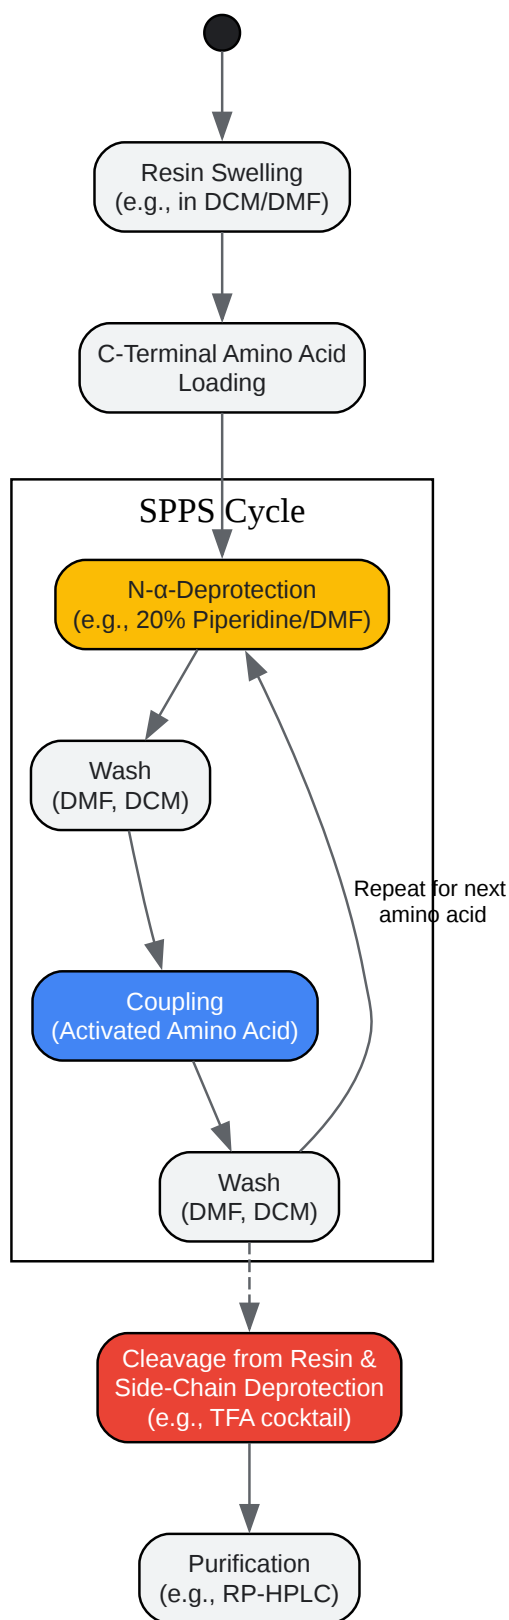 Resin Swelling
(e.g., in DCM/DMF)
C-Terminal Amino Acid
Loading
SPPS Cycle
N-α-Deprotection
(e.g., 20% Piperidine/DMF)
Wash
(DMF, DCM)
Repeat for next
amino acid
Coupling
(Activated Amino Acid)
Wash
(DMF, DCM)
Cleavage from Resin &
Side-Chain Deprotection
(e.g., TFA cocktail)
Purification
(e.g., RP-HPLC)